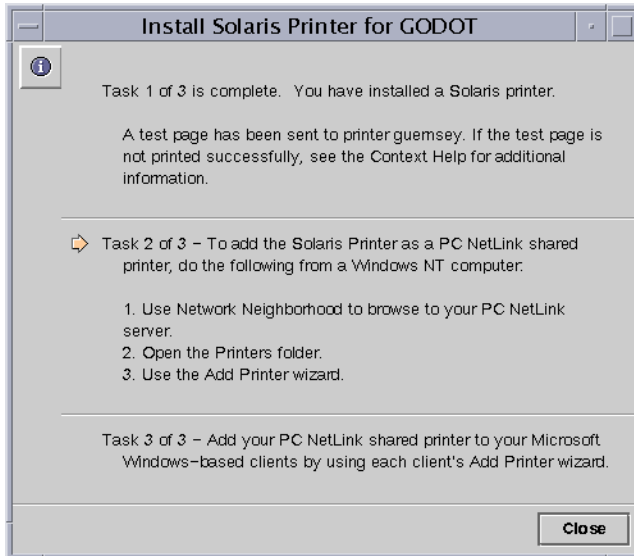 Install Solaris Printer for GODOT
Task 1 of 3 is complete. You have installed a Solaris printer.
A test page has been sent to printer guernsey. If the test page is
not printed successfully, see the Context Help for additional
information.
Task 2 of 3 – To add the Solaris Printer as a PC NetLink shared
printer, do the following from a Windows NT computer:
1. Use Network Neighborhood to browse to your PC NetLink
server.
2. Open the Printers folder.
3. Use the Add Printer wizard.
Task 3 of 3 – Add your PC NetLink shared printer to your Microsoft
Windows–based clients by using each client's Add Printer wizard.
Close